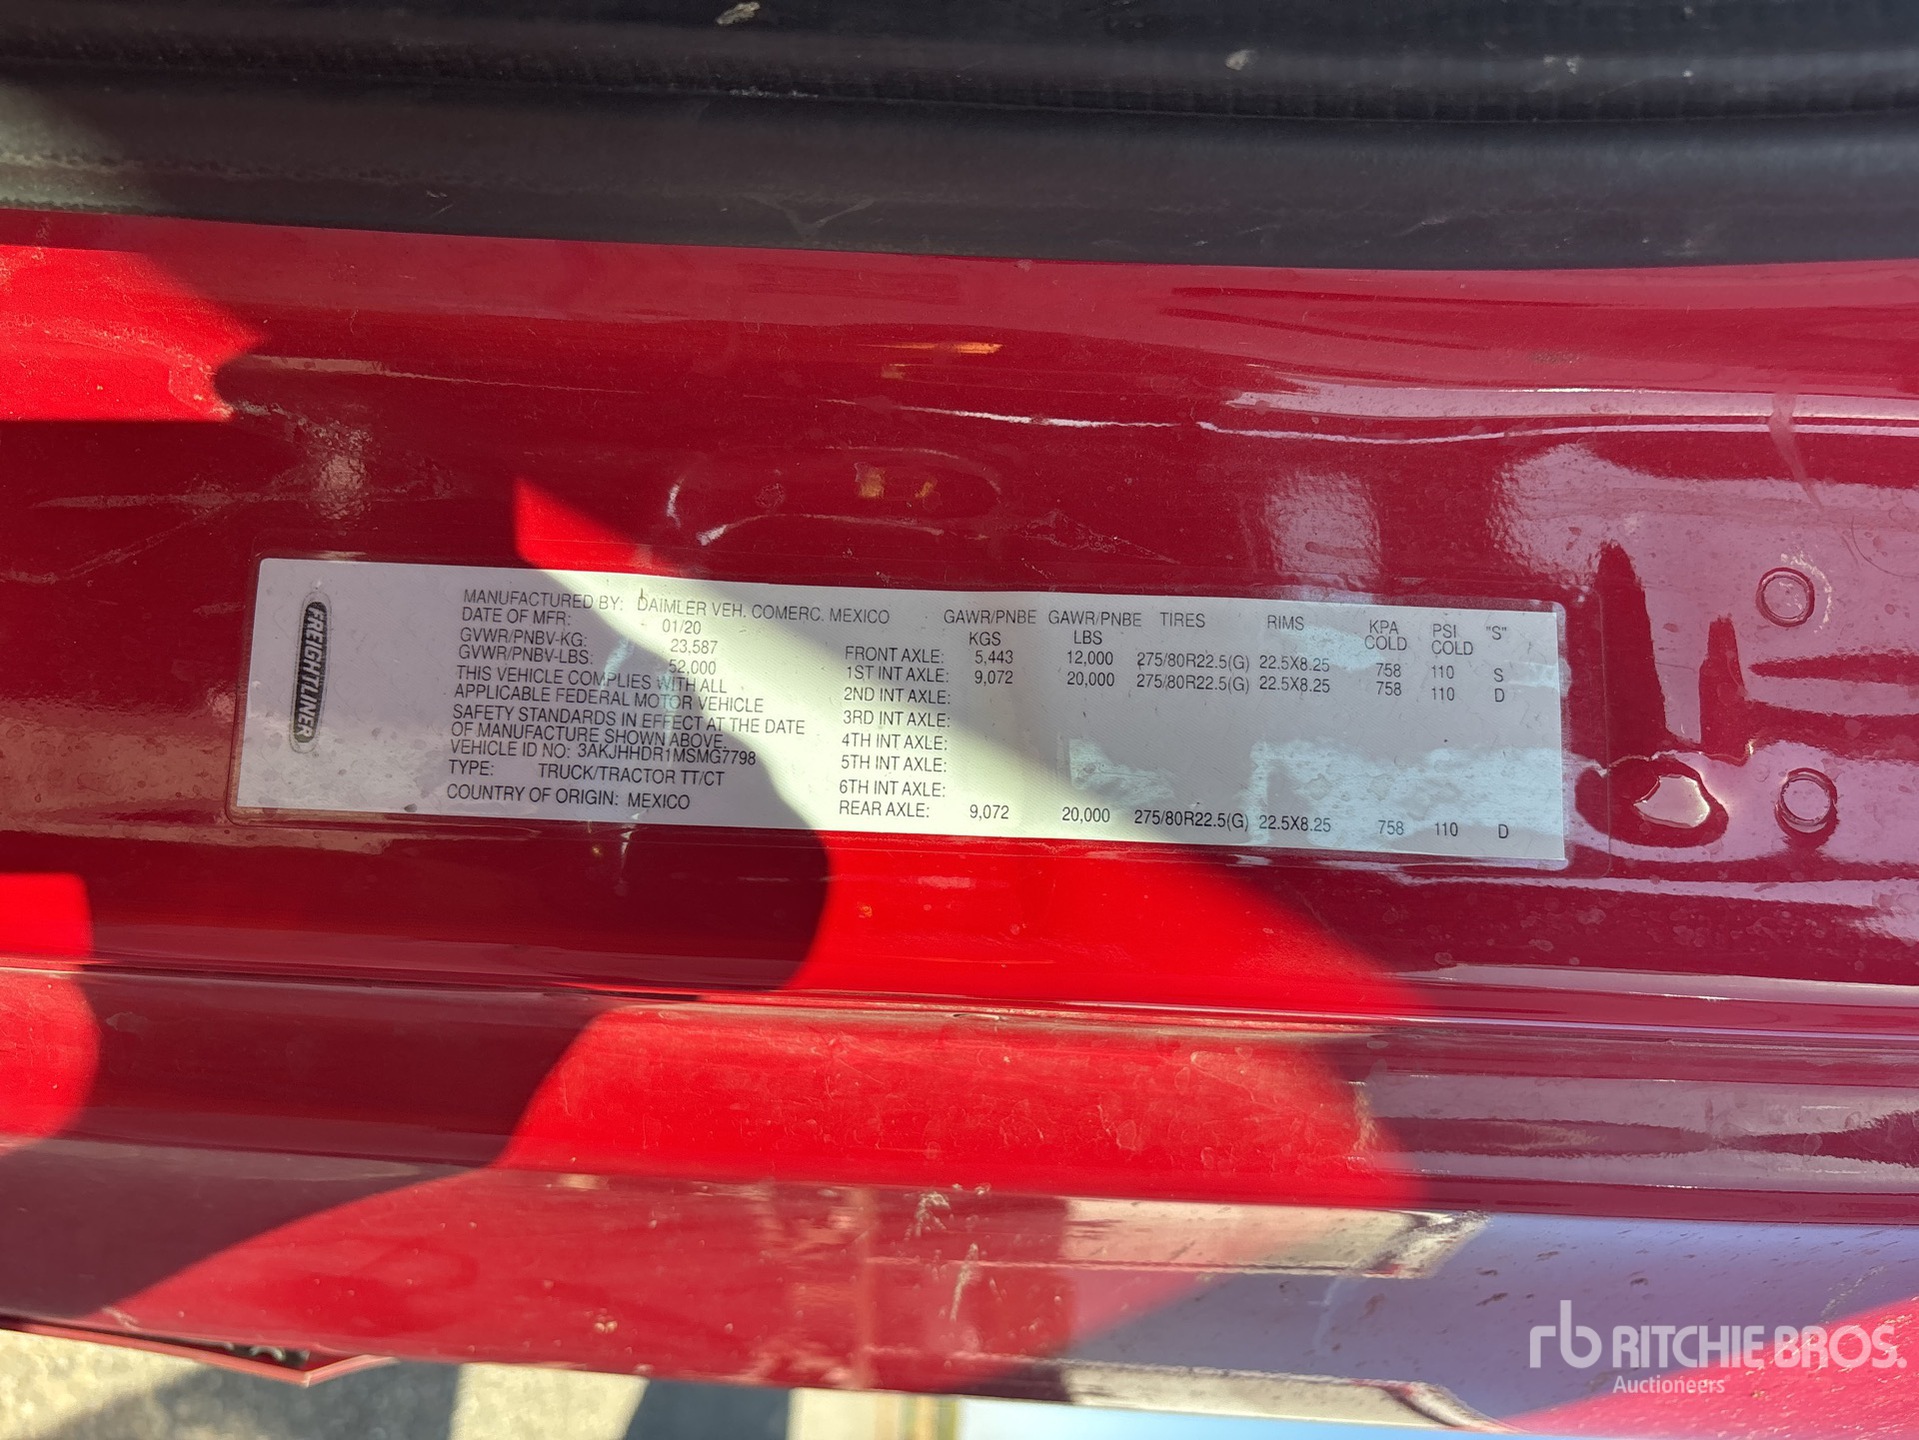 FREIGHTLINER
MANUFACTURED BY: DAIMLER VEH. COMERC. MEXICO
DATE OF MFR: 01/20
GVWR/PNBV-KG: 23,587
GVWR/PNBV-LBS: 52,000
THIS VEHICLE COMPLIES WITH ALL
APPLICABLE FEDERAL MOTOR VEHICLE
SAFETY STANDARDS IN EFFECT AT THE DATE
OF MANUFACTURE SHOWN ABOVE.
VEHICLE ID NO: 3AKJHHDR1MSMG7798
TYPE: TRUCK/TRACTOR TT/CT
COUNTRY OF ORIGIN: MEXICO
GAWR/PNBE KGS GAWR/PNBE LBS TIRES RIMS KPA COLD PSI COLD "S"
FRONT AXLE: 5,443 12,000 275/80R22.5(G) 22.5X8.25 758 110 S
1ST INT AXLE: 9,072 20,000 275/80R22.5(G) 22.5X8.25 758 110 D
2ND INT AXLE:
3RD INT AXLE:
4TH INT AXLE:
5TH INT AXLE:
6TH INT AXLE:
REAR AXLE: 9,072 20,000 275/80R22.5(G) 22.5X8.25 758 110 D
rb RITCHIE BROS.
Auctioneers